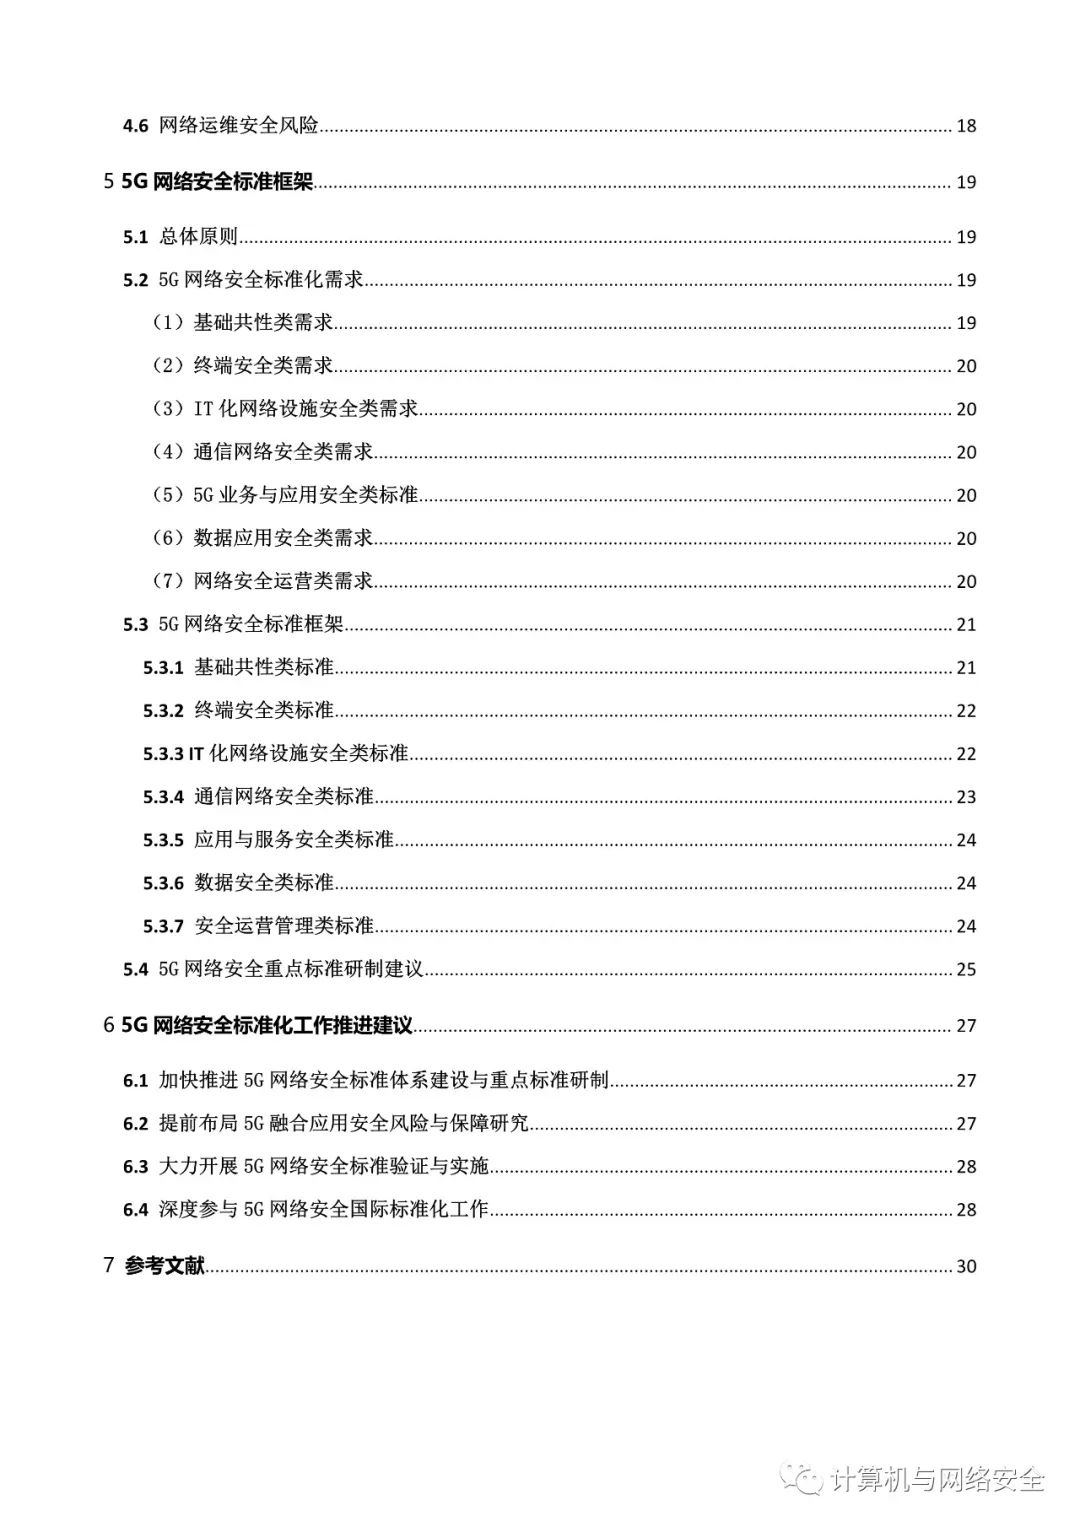 4.6 网络运维安全风险 18
5 5G 网络安全标准框架 19
5.1 总体原则 19
5.2 5G 网络安全标准化需求 19
（1）基础共性类需求 19
（2）终端安全类需求 20
（3）IT 化网络设施安全类需求 20
（4）通信网络安全类需求 20
（5）5G 业务与应用安全类标准 20
（6）数据应用安全类需求 20
（7）网络安全运营类需求 20
5.3 5G 网络安全标准框架 21
5.3.1 基础共性类标准 21
5.3.2 终端安全类标准 22
5.3.3 IT 化网络设施安全类标准 22
5.3.4 通信网络安全类标准 23
5.3.5 应用与服务安全类标准 24
5.3.6 数据安全类标准 24
5.3.7 安全运营管理类标准 24
5.4 5G 网络安全重点标准研制建议 25
6 5G 网络安全标准化工作推进建议 27
6.1 加快推进 5G 网络安全标准体系建设与重点标准研制 27
6.2 提前布局 5G 融合应用安全风险与保障研究 27
6.3 大力开展 5G 网络安全标准验证与实施 28
6.4 深度参与 5G 网络安全国际标准化工作 28
7 参考文献 30
计算机与网络安全